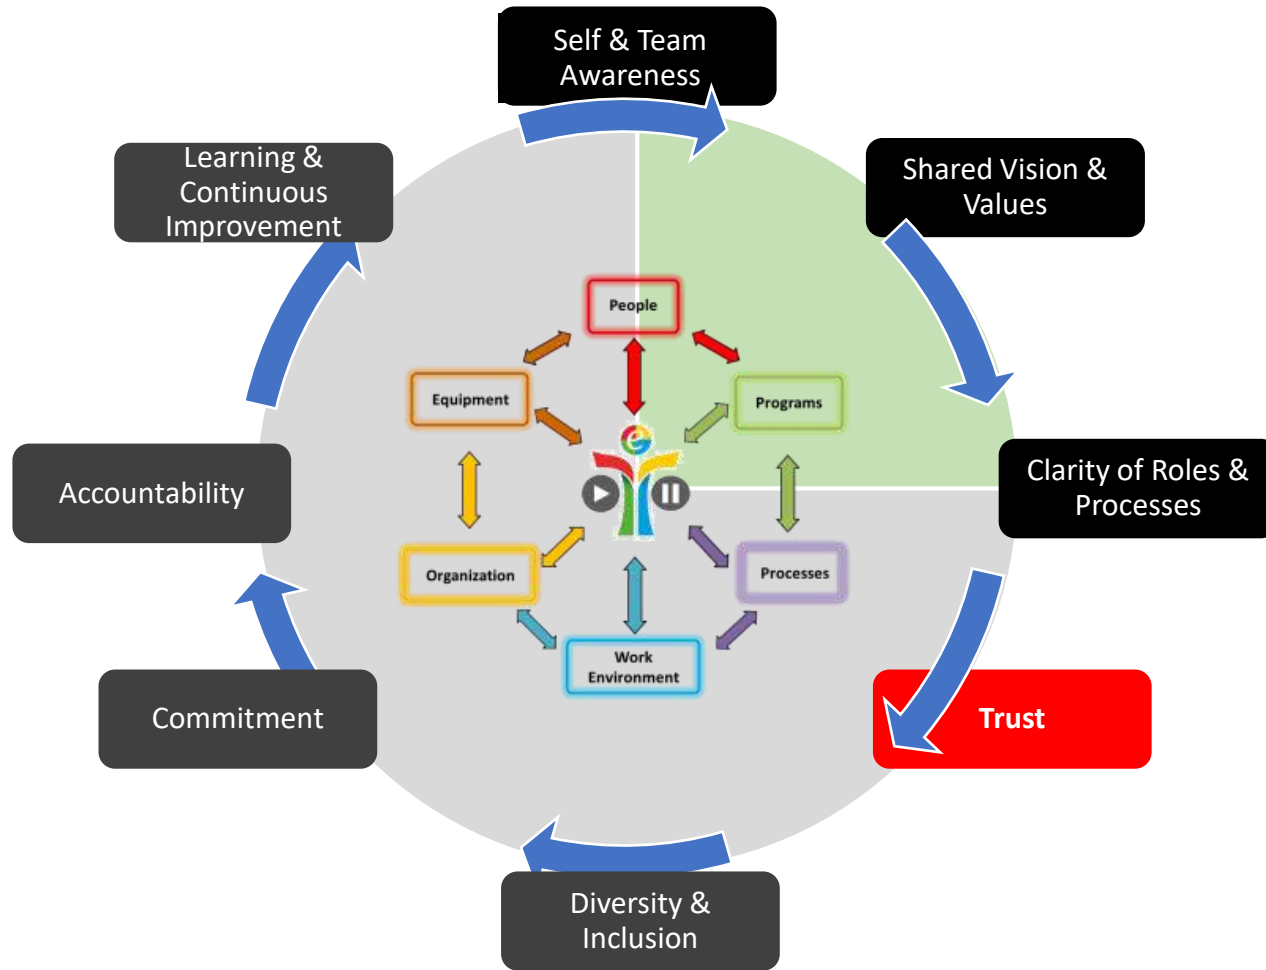 Self & Team
Awareness
Shared Vision &
Values
Clarity of Roles &
Processes
Trust
Diversity &
Inclusion
Commitment
Accountability
Learning &
Continuous
Improvement
People
Programs
Processes
Work
Environment
Organization
Equipment
e